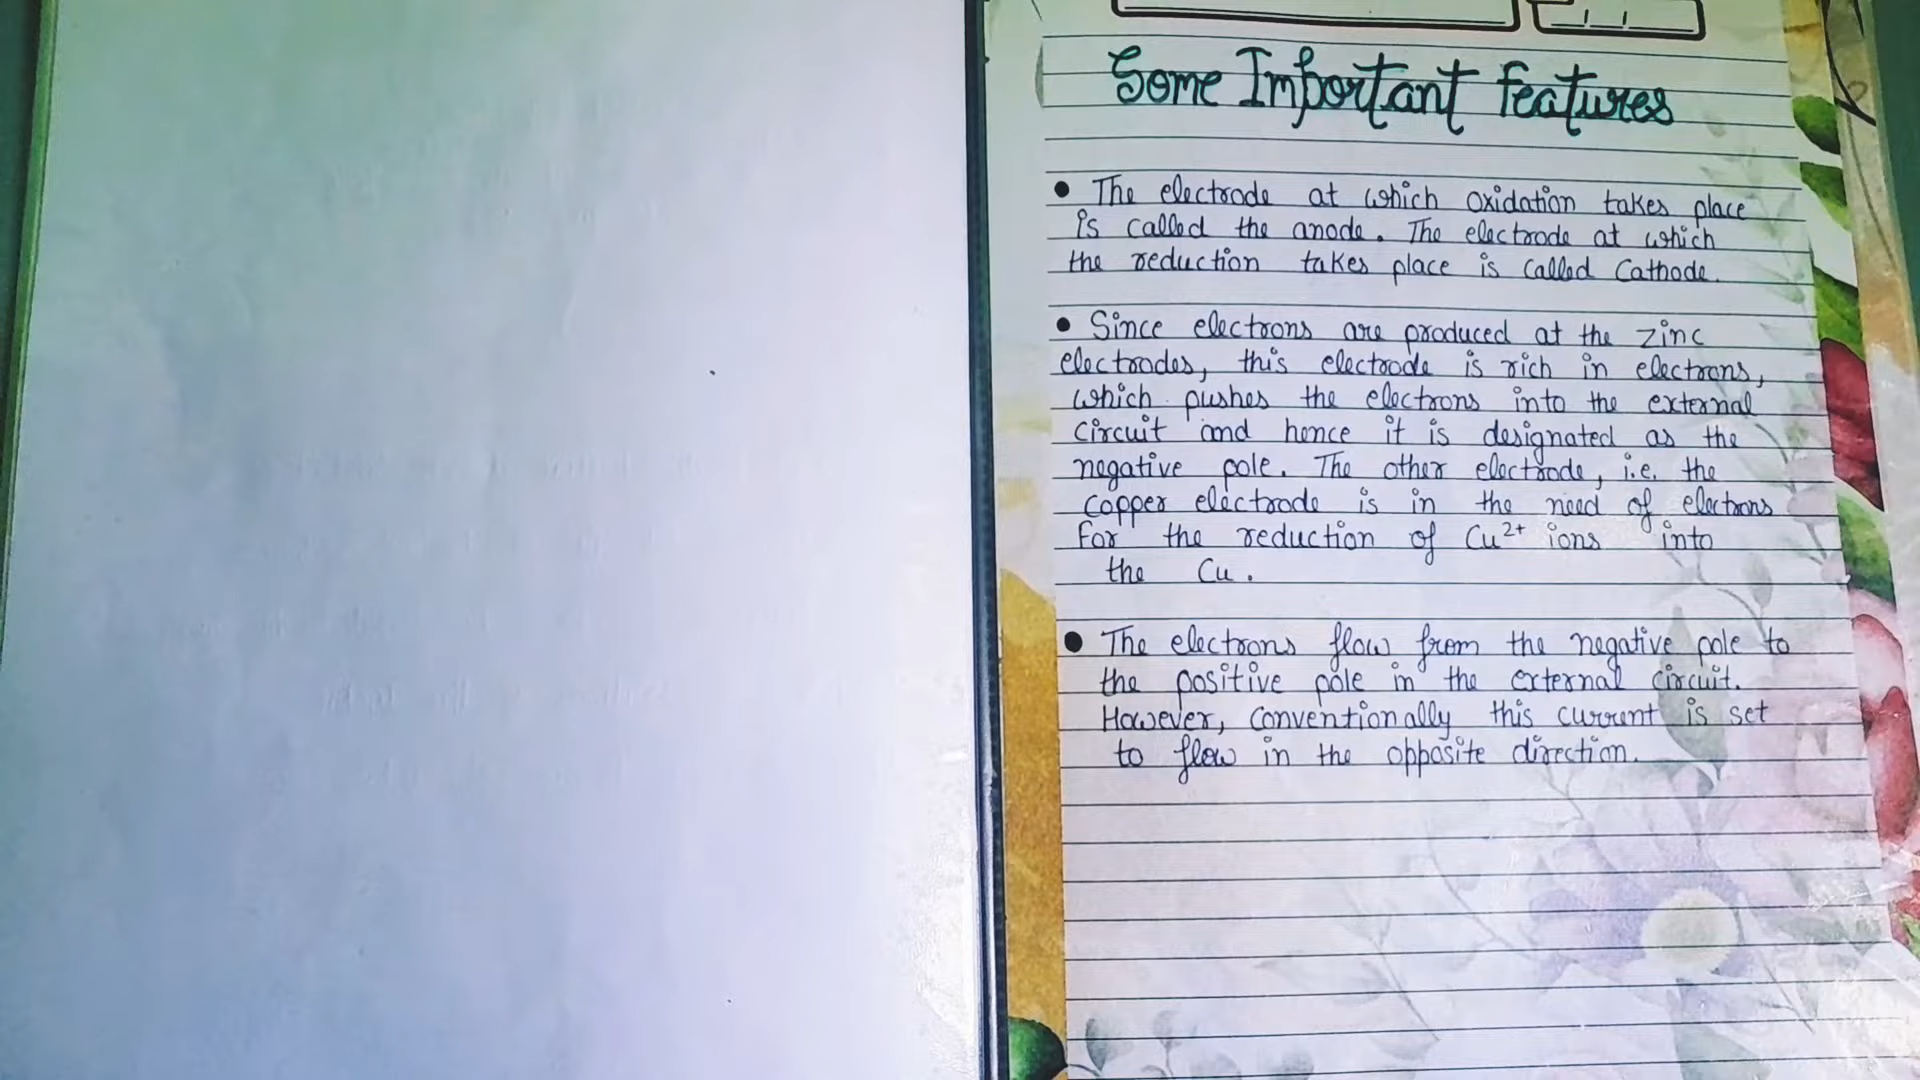 Some Important Features
• The electrode at which oxidation takes place
is called the anode. The electrode at which
the reduction takes place is called Cathode.
• Since electrons are produced at the zinc
electrodes, this electrode is rich in electrons,
which pushes the electrons into the external
circuit and hence it is designated as the
negative pole. The other electrode, i.e. the
copper electrode is in the need of electrons
for the reduction of Cu²⁺ ions into
the Cu.
• The electrons flow from the negative pole to
the positive pole in the external circuit.
However, conventionally this current is set
to flow in the opposite direction.